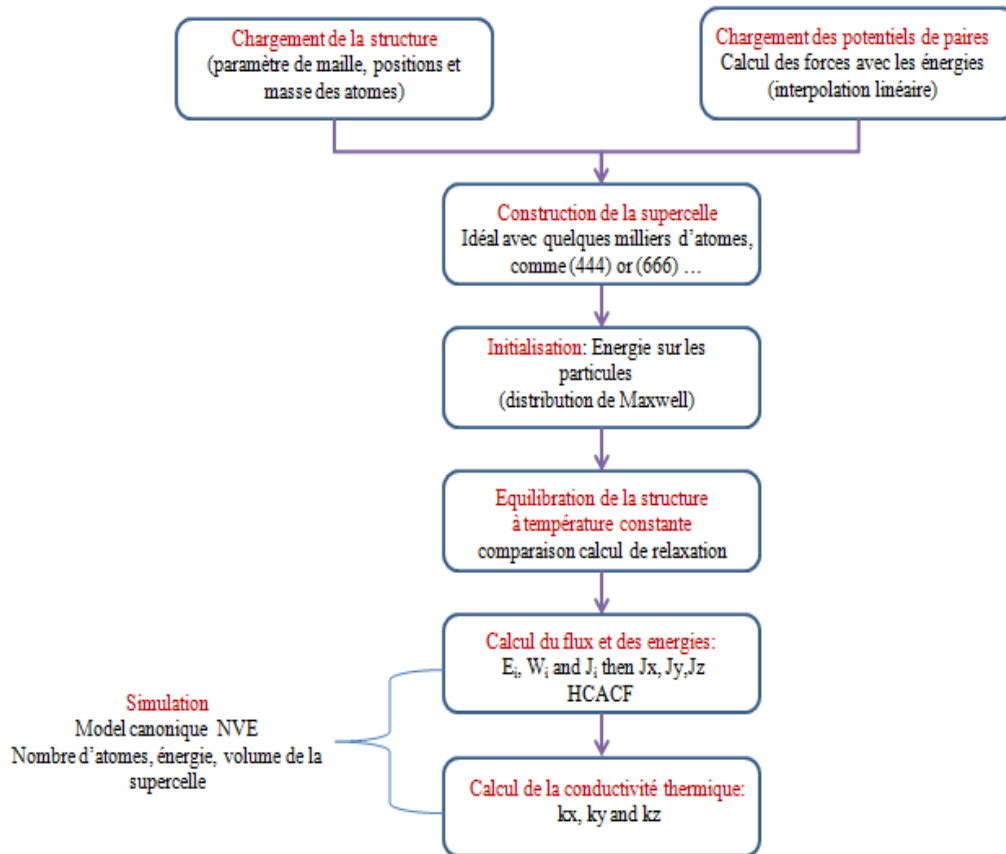 Chargement de la structure
(paramètre de maille, positions et
masse des atomes)
Chargement des potentiels de paires
Calcul des forces avec les énergies
(interpolation linéaire)
Construction de la supercelle
Idéal avec quelques milliers d'atomes,
comme (444) or (666) …
Initialisation: Energie sur les
particules
(distribution de Maxwell)
Equilibration de la structure
à température constante
comparaison calcul de relaxation
Calcul du flux et des energies:
Ei, Wi and Ji then Jx, Jy,Jz
HCACF
Simulation
Model canonique NVE
Nombre d'atomes, énergie, volume de la
supercelle
Calcul de la conductivité thermique:
kx, ky and kz